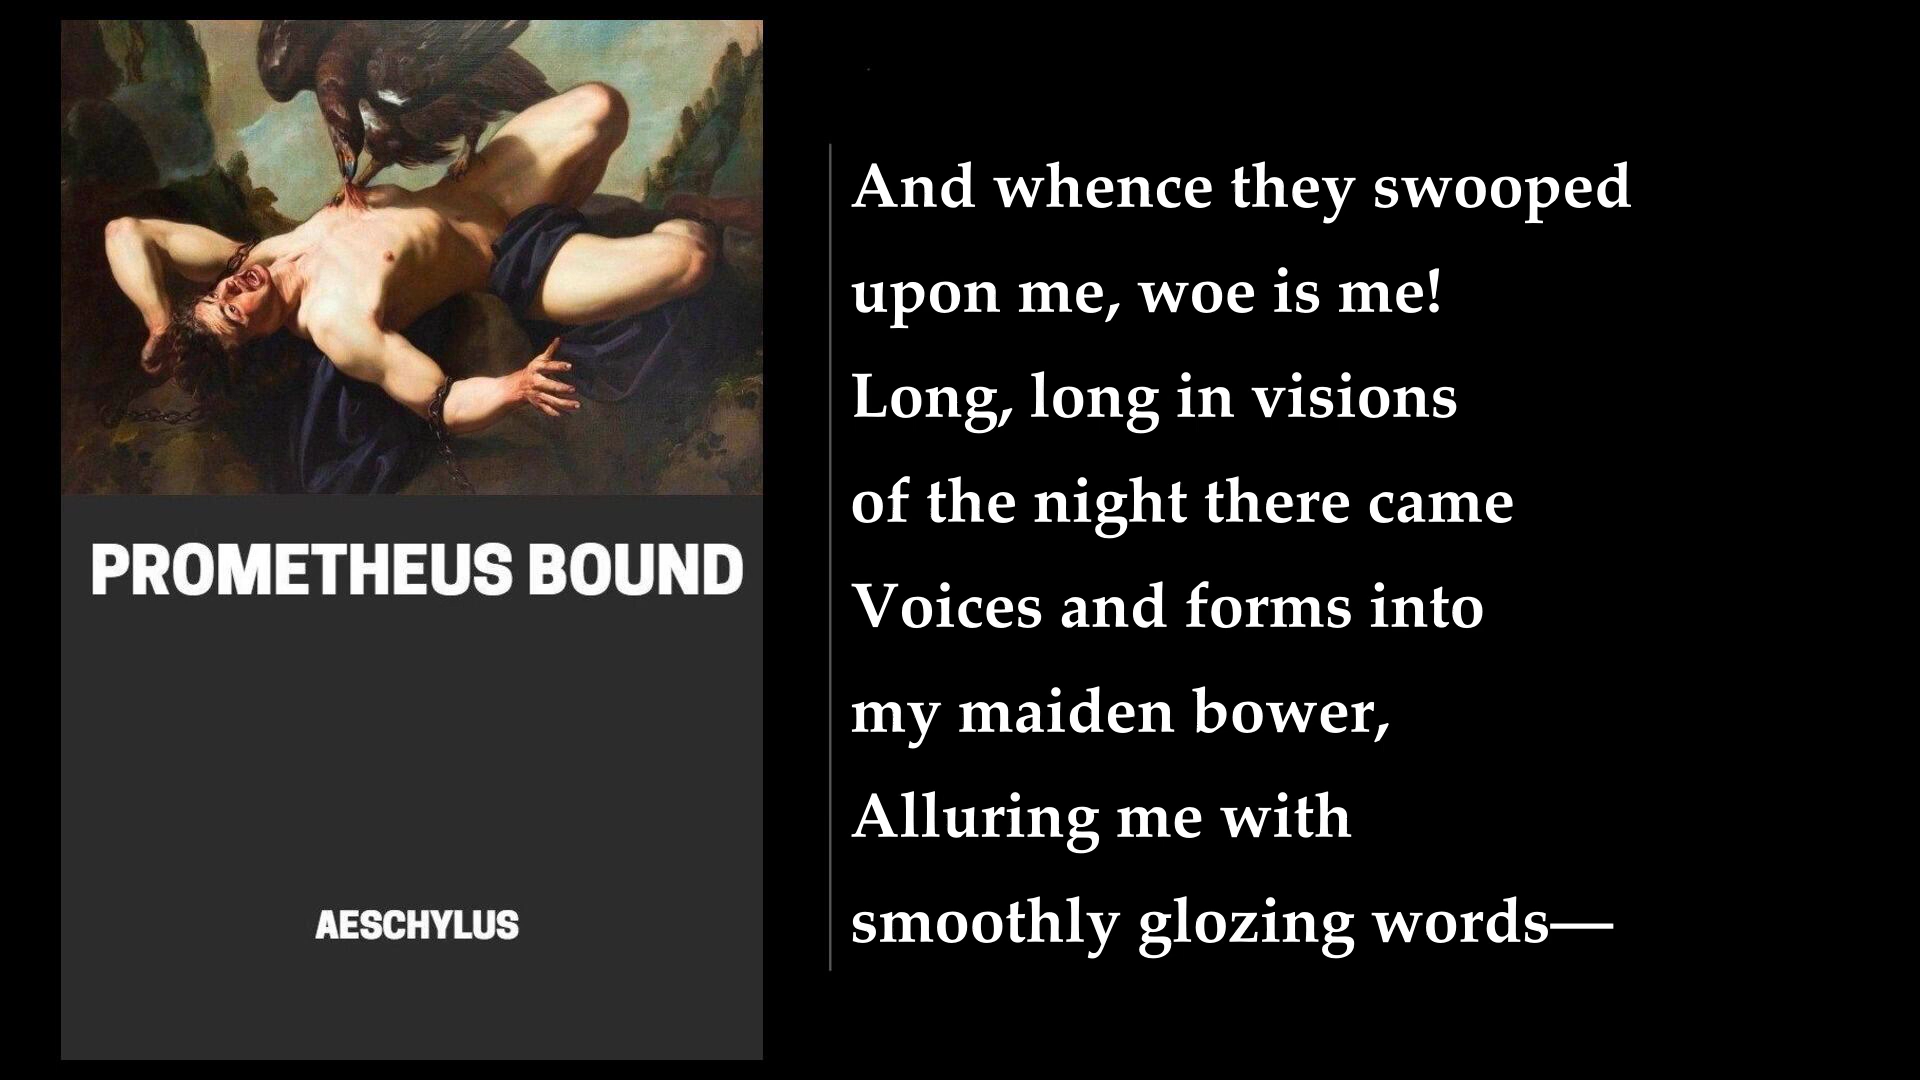 PROMETHEUS BOUND
AESCHYLUS
And whence they swooped
upon me, woe is me!
Long, long in visions
of the night there came
Voices and forms into
my maiden bower,
Alluring me with
smoothly glozing words—